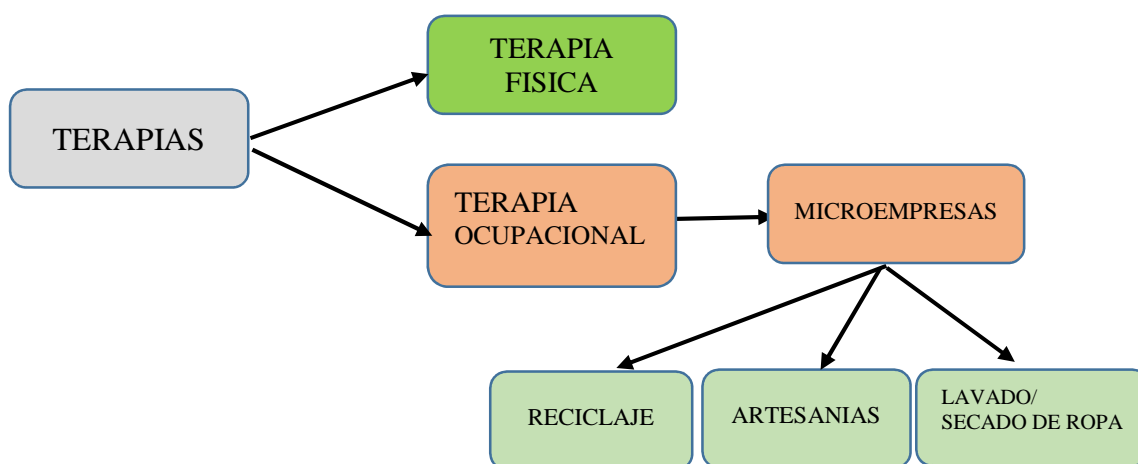 TERAPIA
FISICA
TERAPIAS
TERAPIA
OCUPACIONAL
MICROEMPRESAS
RECICLAJE
ARTESANIAS
LAVADO/
SECADO DE ROPA